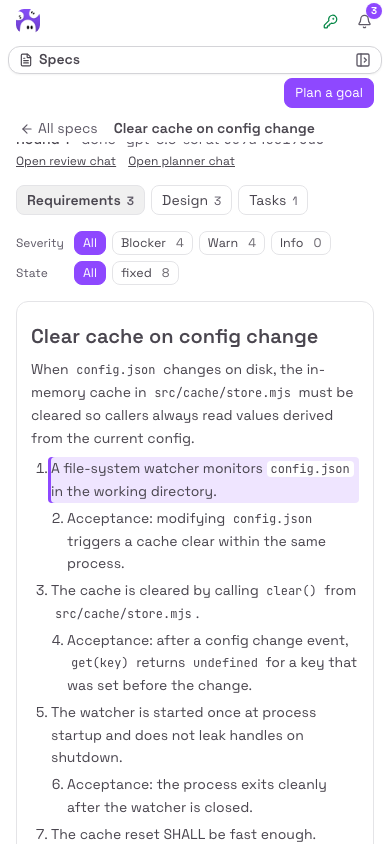 3
Specs
Plan a goal
← All specs Clear cache on config change
Open review chat Open planner chat
Requirements 3 Design 3 Tasks 1
Severity All Blocker 4 Warn 4 Info 0
State All fixed 8
Clear cache on config change
When config.json changes on disk, the in-
memory cache in src/cache/store.mjs must be
cleared so callers always read values derived
from the current config.
1. A file-system watcher monitors config.json
in the working directory.
2. Acceptance: modifying config.json
triggers a cache clear within the same
process.
3. The cache is cleared by calling clear() from
src/cache/store.mjs.
4. Acceptance: after a config change event,
get(key) returns undefined for a key that
was set before the change.
5. The watcher is started once at process
startup and does not leak handles on
shutdown.
6. Acceptance: the process exits cleanly
after the watcher is closed.
7. The cache reset SHALL be fast enough.